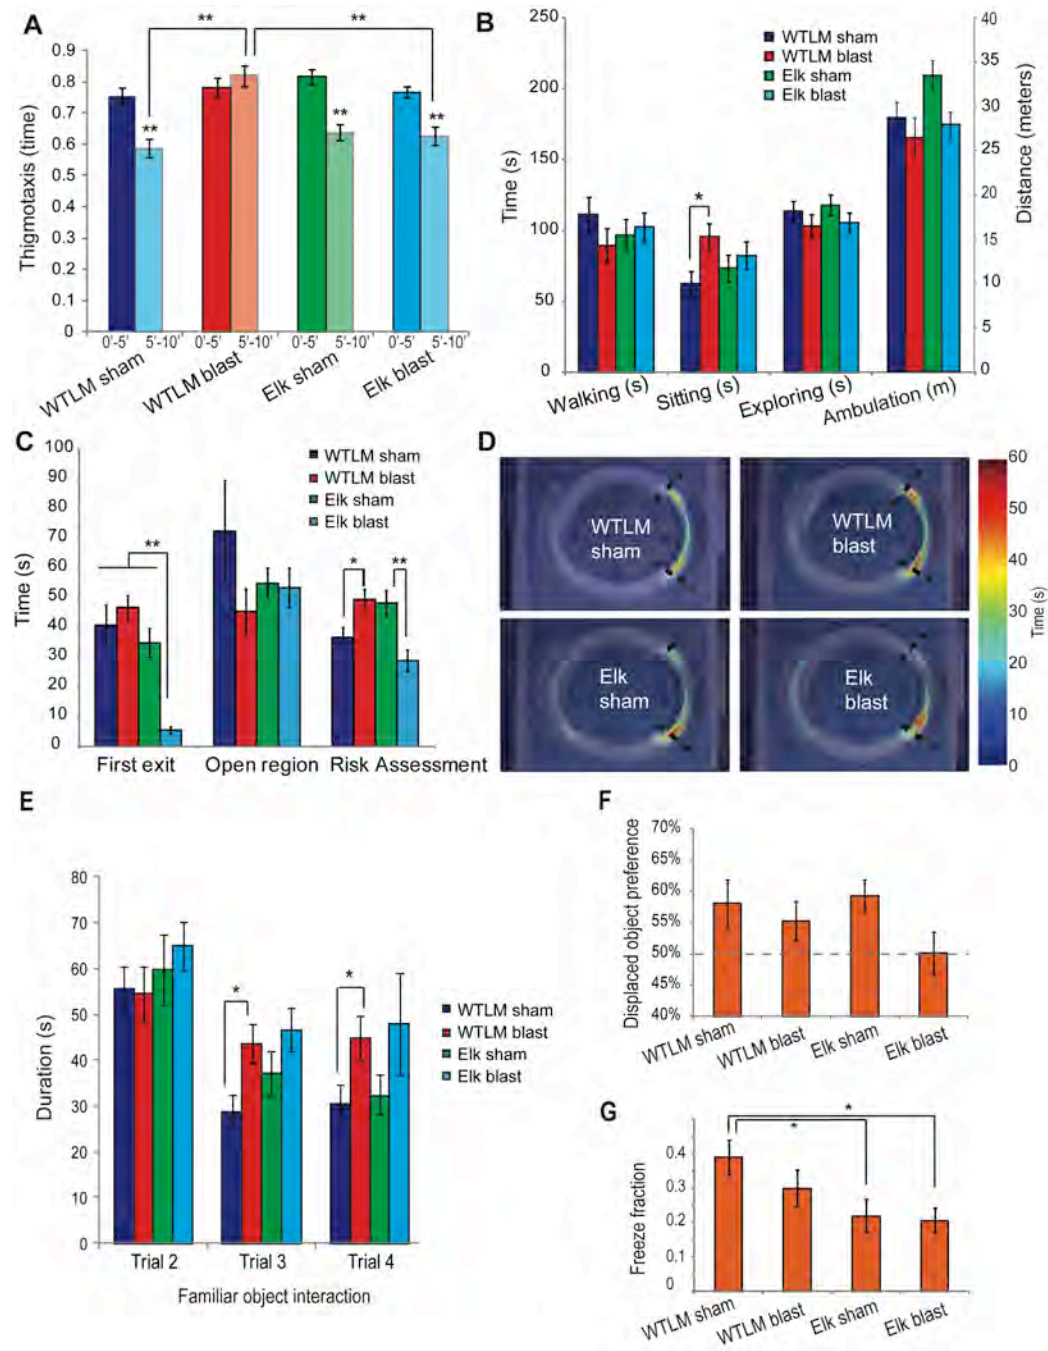 A
**
**
Thigmotaxis (time)
0.9
0.8
0.7
0.6
0.5
0.4
0.3
0.2
0.1
0
**
**
**
0'-5'
5'-10'
0'-5'
5'-10'
0'-5'
5'-10'
0'-5'
5'-10'
WTLM sham
WTLM blast
Elk sham
Elk blast
B
Time (s)
250
200
150
100
50
0
WTLM sham
WTLM blast
Elk sham
Elk blast
*
Distance (meters)
40
35
30
25
20
15
10
5
0
Walking (s)
Sitting (s)
Exploring (s)
Ambulation (m)
C
Time (s)
100
90
80
70
60
50
40
30
20
10
0
WTLM sham
WTLM blast
Elk sham
Elk blast
**
*
**
First exit
Open region
Risk Assessment
D
WTLM
sham
WTLM
blast
Elk
sham
Elk
blast
60
50
40
30
20
10
0
Time (s)
E
Duration (s)
80
70
60
50
40
30
20
10
0
*
*
WTLM sham
WTLM blast
Elk sham
Elk blast
Trial 2
Trial 3
Trial 4
Familiar object interaction
F
Displaced object preference
70%
65%
60%
55%
50%
45%
40%
WTLM sham
WTLM blast
Elk sham
Elk blast
G
Freeze fraction
0.4
0.3
0.2
0.1
0
*
*
WTLM sham
WTLM blast
Elk sham
Elk blast